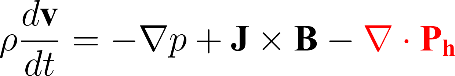 ρ dv/dt = −∇p + J × B − ∇ · P_h